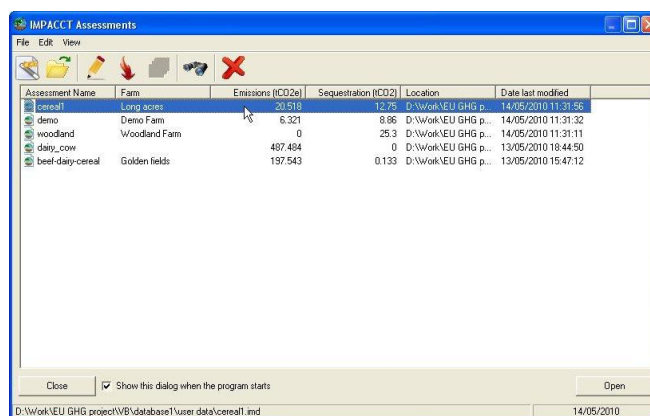 IMPACCT Assessments
File Edit View
Assessment Name Farm Emissions (tCO2e) Sequestration (tCO2) Location Date last modified
cereal1 Long acres 20.518 12.75 D:\Work\EU GHG p... 14/05/2010 11:31:56
demo Demo Farm 6.321 8.86 D:\Work\EU GHG p... 14/05/2010 11:31:32
woodland Woodland Farm 0 25.3 D:\Work\EU GHG p... 14/05/2010 11:31:11
dairy_cow 487.484 0 D:\Work\EU GHG p... 13/05/2010 18:44:50
beef-dairy-cereal Golden fields 197.543 0.133 D:\Work\EU GHG p... 13/05/2010 15:47:12
Close Show this dialog when the program starts Open
D:\Work\EU GHG project\VB\database1\user data\cereal1.imd 14/05/2010